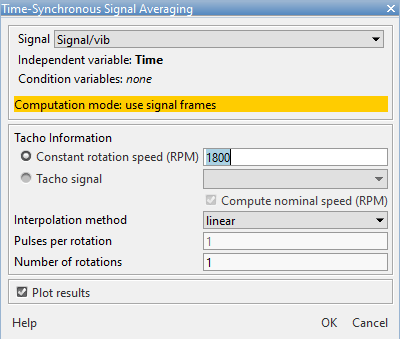 Time-Synchronous Signal Averaging
Signal Signal/vib
Independent variable: Time
Condition variables: none
Computation mode: use signal frames
Tacho Information
Constant rotation speed (RPM) 1800
Tacho signal
Compute nominal speed (RPM)
Interpolation method linear
Pulses per rotation 1
Number of rotations 1
Plot results
Help OK Cancel